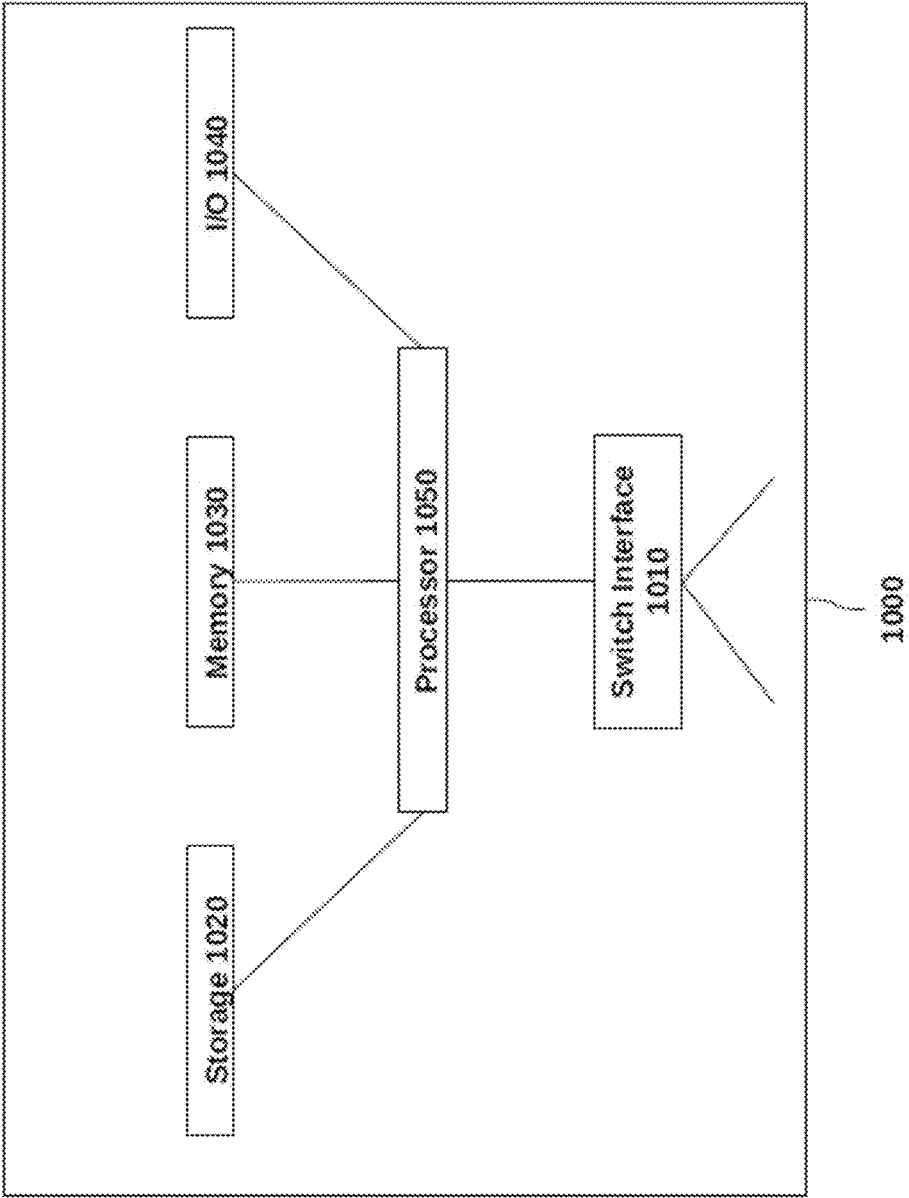 Storage 1020
Memory 1030
I/O 1040
Processor 1050
Switch Interface
1010
1000